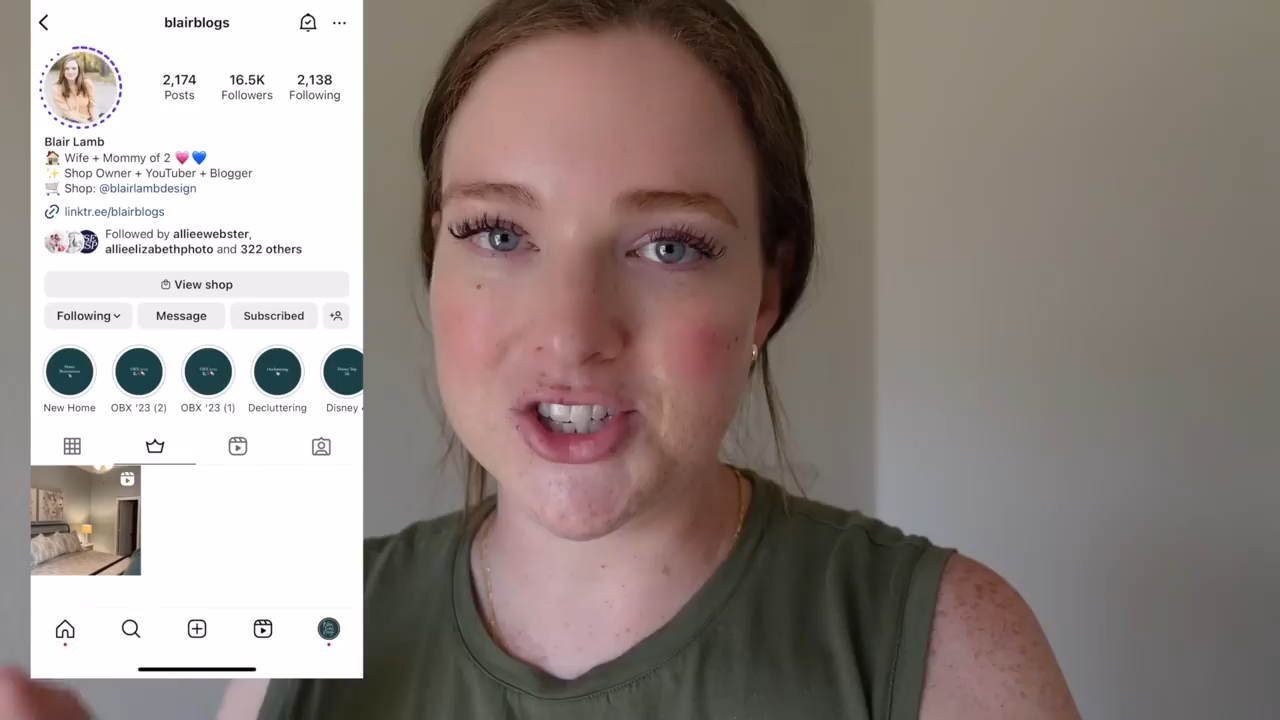 blairblogs
2,174
Posts
16.5K
Followers
2,138
Following
Blair Lamb
🏠 Wife + Mommy of 2 💗💙
✨ Shop Owner + YouTuber + Blogger
🛒 Shop: @blairlambdesign
linktr.ee/blairblogs
Followed by allieewebster,
allieelizabethphoto and 322 others
View shop
Following
Message
Subscribed
New Home
OBX '23 (2)
OBX '23 (1)
Decluttering
Disney